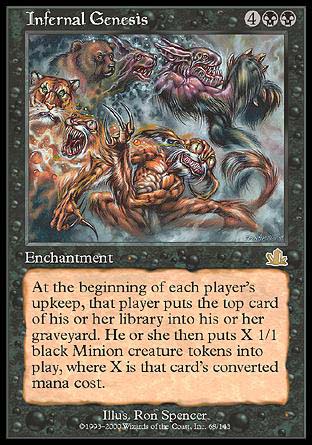 Infernal Genesis 4
Enchantment
At the beginning of each player's
upkeep, that player puts the top card
of his or her library into his or her
graveyard. He or she then puts X 1/1
black Minion creature tokens into
play, where X is that card's converted
mana cost.
Illus. Ron Spencer
©1993-2000 Wizards of the Coast, Inc. 68/143